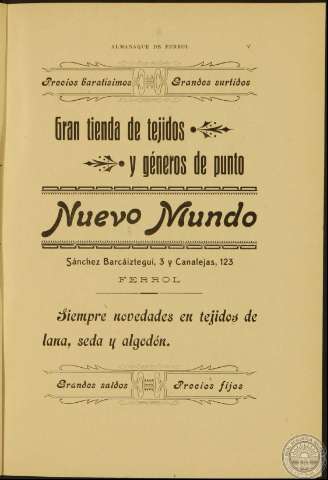 ALMANAQUE DE FERROL V
Precios baratísimos Grandes surtidos
Gran tienda de tejidos
y géneros de punto
Nuevo Mundo
Sánchez Barcáiztegui, 3 y Canalejas, 123
FERROL
Siempre novedades en tejidos de
lana, seda y algodón.
Grandes saldos Precios fijos